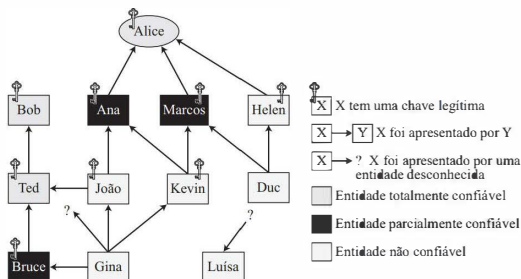 Alice
Bob
Ana
Marcos
Helen
Ted
João
Kevin
Duc
?
?
Bruce
Gina
Luísa
X X tem uma chave legítima
X Y X foi apresentado por Y
X ? X foi apresentado por uma
entidade desconhecida
Entidade totalmente confiável
Entidade parcialmente confiável
Entidade não confiável